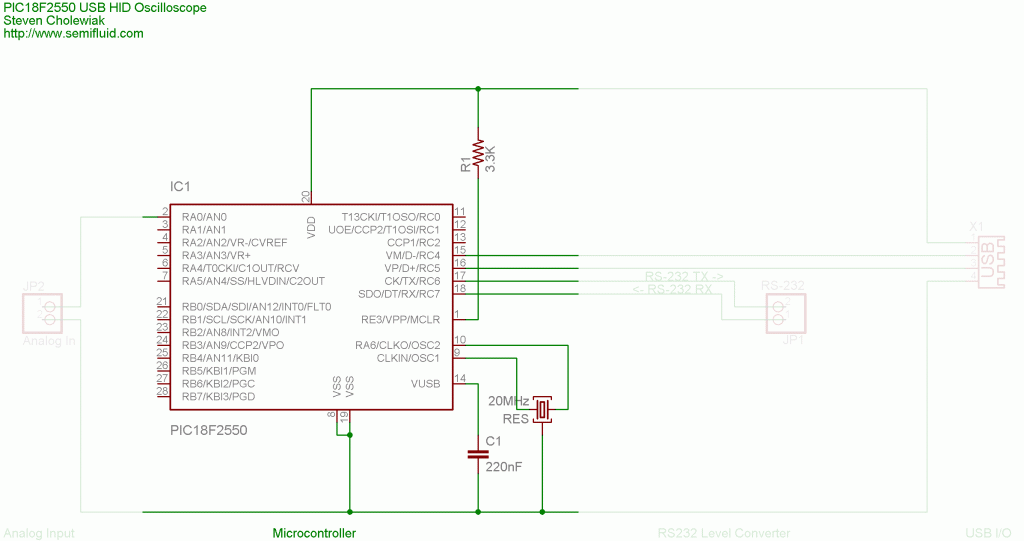 PIC18F2550 USB HID Oscilloscope
Steven Cholewiak
http://www.semifluid.com
R1
3.3K
IC1
20
VDD
2 RA0/AN0
3 RA1/AN1
4 RA2/AN2/VR-/CVREF
5 RA3/AN3/VR+
6 RA4/T0CKI/C1OUT/RCV
7 RA5/AN4/SS/HLVDIN/C2OUT
21 RB0/SDA/SDI/AN12/INT0/FLT0
22 RB1/SCL/SCK/AN10/INT1
23 RB2/AN8/INT2/VMO
24 RB3/AN9/CCP2/VPO
25 RB4/AN11/KBI0
26 RB5/KBI1/PGM
27 RB6/KBI2/PGC
28 RB7/KBI3/PGD
T13CKI/T1OSO/RC0 11
UOE/CCP2/T1OSI/RC1 12
CCP1/RC2 13
VM/D-/RC4 15
VP/D+/RC5 16
CK/TX/RC6 17
SDO/DT/RX/RC7 18
RE3/VPP/MCLR 1
RA6/CLKO/OSC2 10
CLKIN/OSC1 9
VUSB 14
VSS
VSS
8
19
PIC18F2550
20MHz
RES
C1
220nF
JP2
1
2
Analog In
RS-232 TX ->
<- RS-232 RX
RS-232
2
1
JP1
X1
1
2
3
4
USB
Analog Input
Microcontroller
RS232 Level Converter
USB I/O